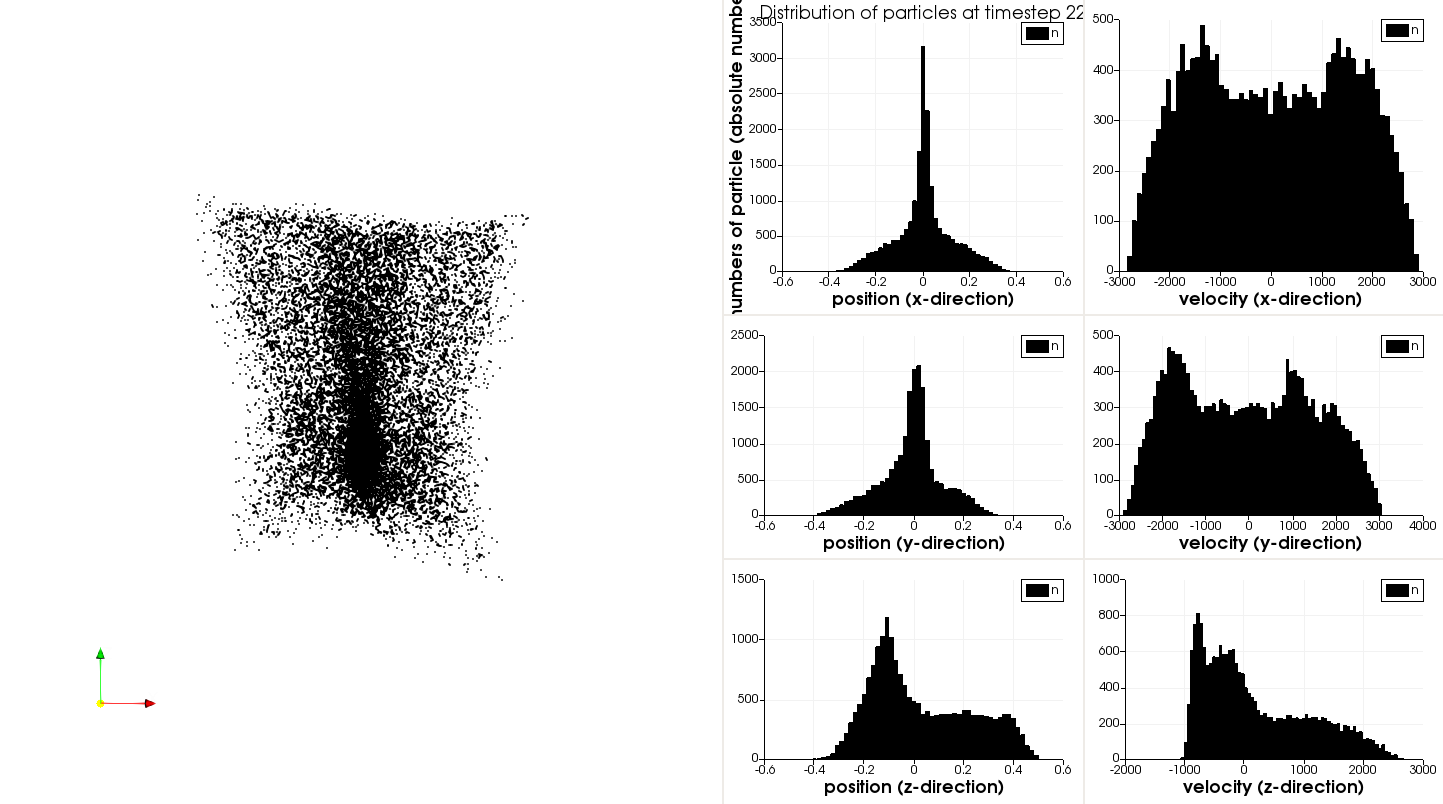 Distribution of particles at timestep 22
numbers of particle (absolute numbe
3500
3000
2500
2000
1500
1000
500
0
-0.6 -0.4 -0.2 0 0.2 0.4 0.6
position (x-direction)
n
500
400
300
200
100
0
-3000 -2000 -1000 0 1000 2000 3000
velocity (x-direction)
n
2500
2000
1500
1000
500
0
-0.6 -0.4 -0.2 0 0.2 0.4 0.6
position (y-direction)
n
500
400
300
200
100
0
-3000 -2000 -1000 0 1000 2000 3000 4000
velocity (y-direction)
n
1500
1000
500
0
-0.6 -0.4 -0.2 0 0.2 0.4 0.6
position (z-direction)
n
1000
800
600
400
200
0
-2000 -1000 0 1000 2000 3000
velocity (z-direction)
n